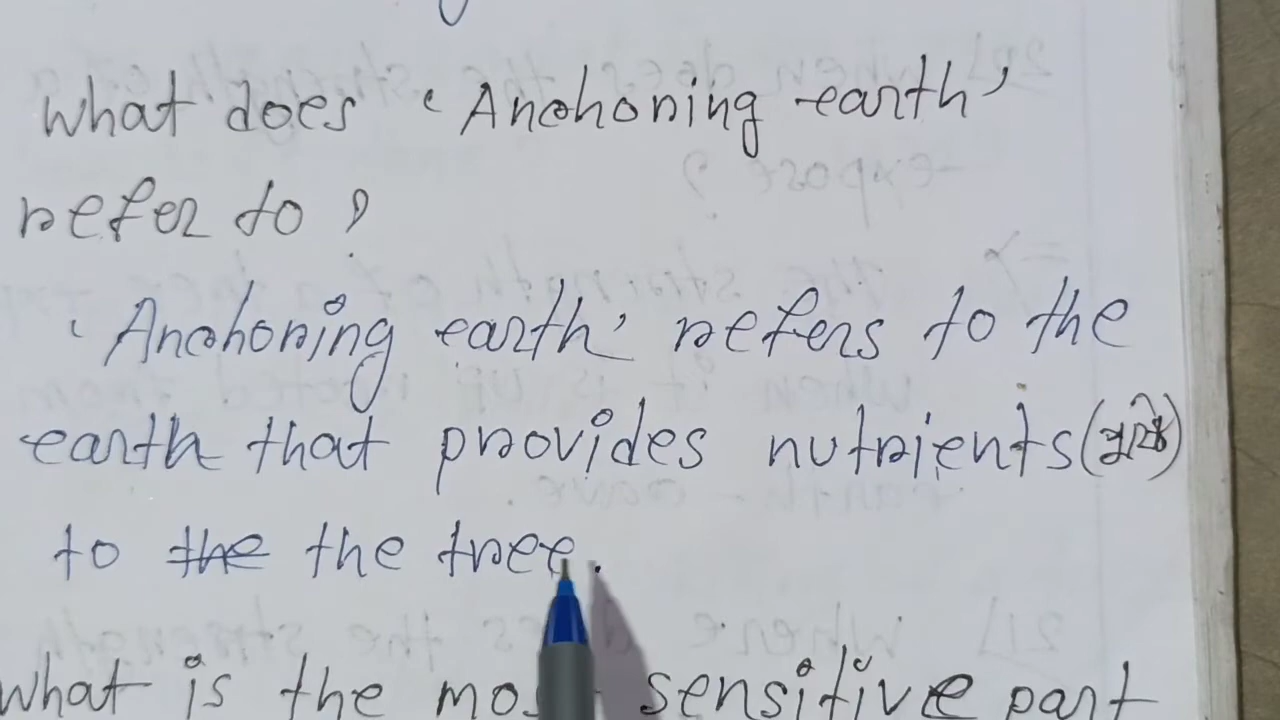 What does 'Anchoring earth'
refer to?
'Anchoring earth' refers to the
earth that provides nutrients
to the the tree.
What is the most sensitive part